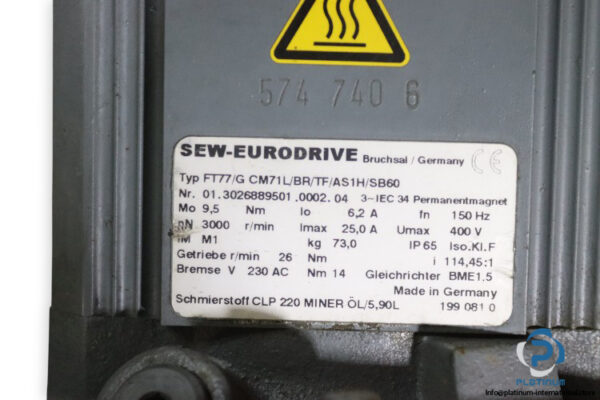 574 740 6
SEW-EURODRIVE Bruchsal / Germany CE
Typ FT77/G CM71L/BR/TF/AS1H/SB60
Nr. 01.3026889501.0002.04 3~IEC 34 Permanentmagnet
Mo 9,5 Nm Io 6,2 A fn 150 Hz
nN 3000 r/min Imax 25,0 A Umax 400 V
IM M1 kg 73,0 IP 65 Iso.Kl.F
Getriebe r/min 26 Nm i 114,45:1
Bremse V 230 AC Nm 14 Gleichrichter BME1.5
Made in Germany
Schmierstoff CLP 220 MINER ÖL/5,90L 199 081 0
PLATINUM
Info@platinum-international.store